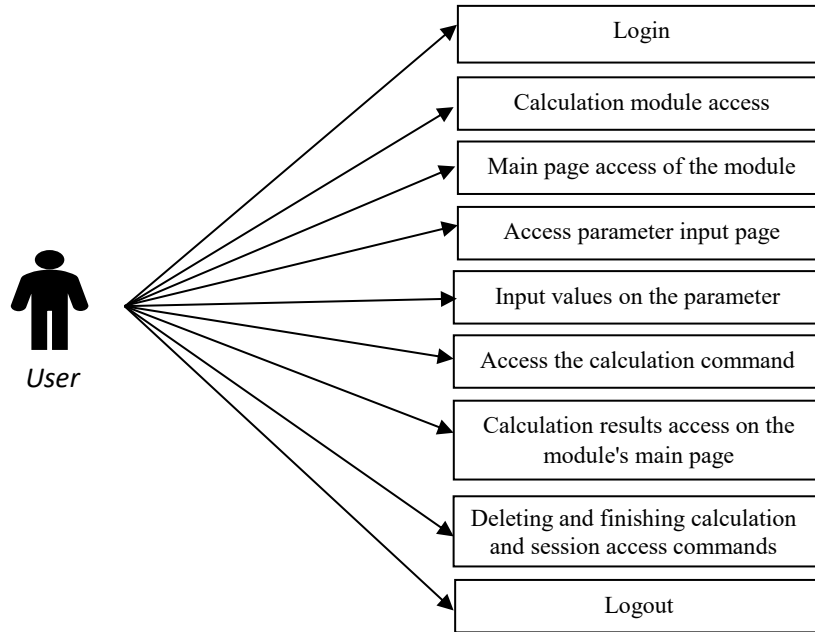 Login
Calculation module access
Main page access of the module
Access parameter input page
Input values on the parameter
User
Access the calculation command
Calculation results access on the
module's main page
Deleting and finishing calculation
and session access commands
Logout